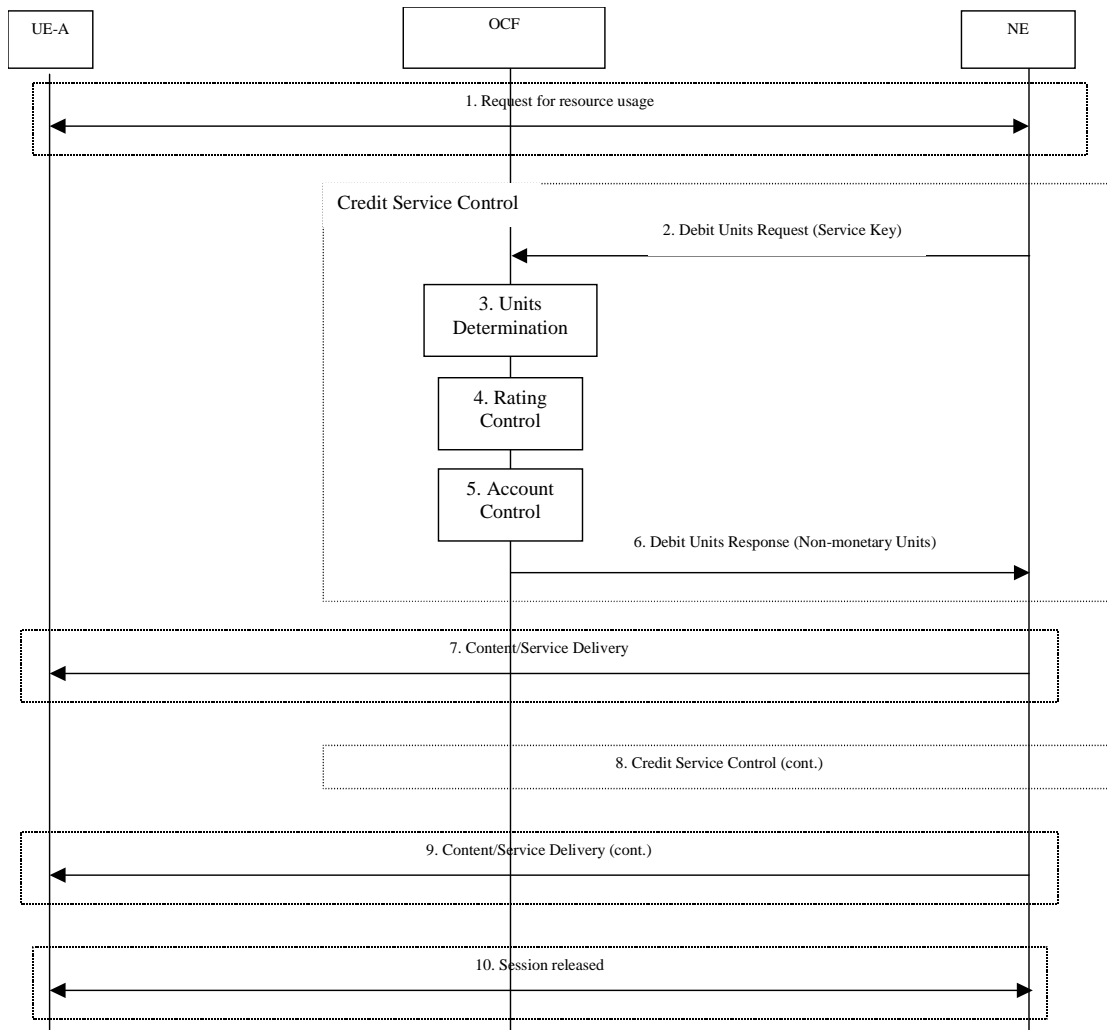 UE-A
OCF
NE
1. Request for resource usage
Credit Service Control
2. Debit Units Request (Service Key)
3. Units
Determination
4. Rating
Control
5. Account
Control
6. Debit Units Response (Non-monetary Units)
7. Content/Service Delivery
8. Credit Service Control (cont.)
9. Content/Service Delivery (cont.)
10. Session released